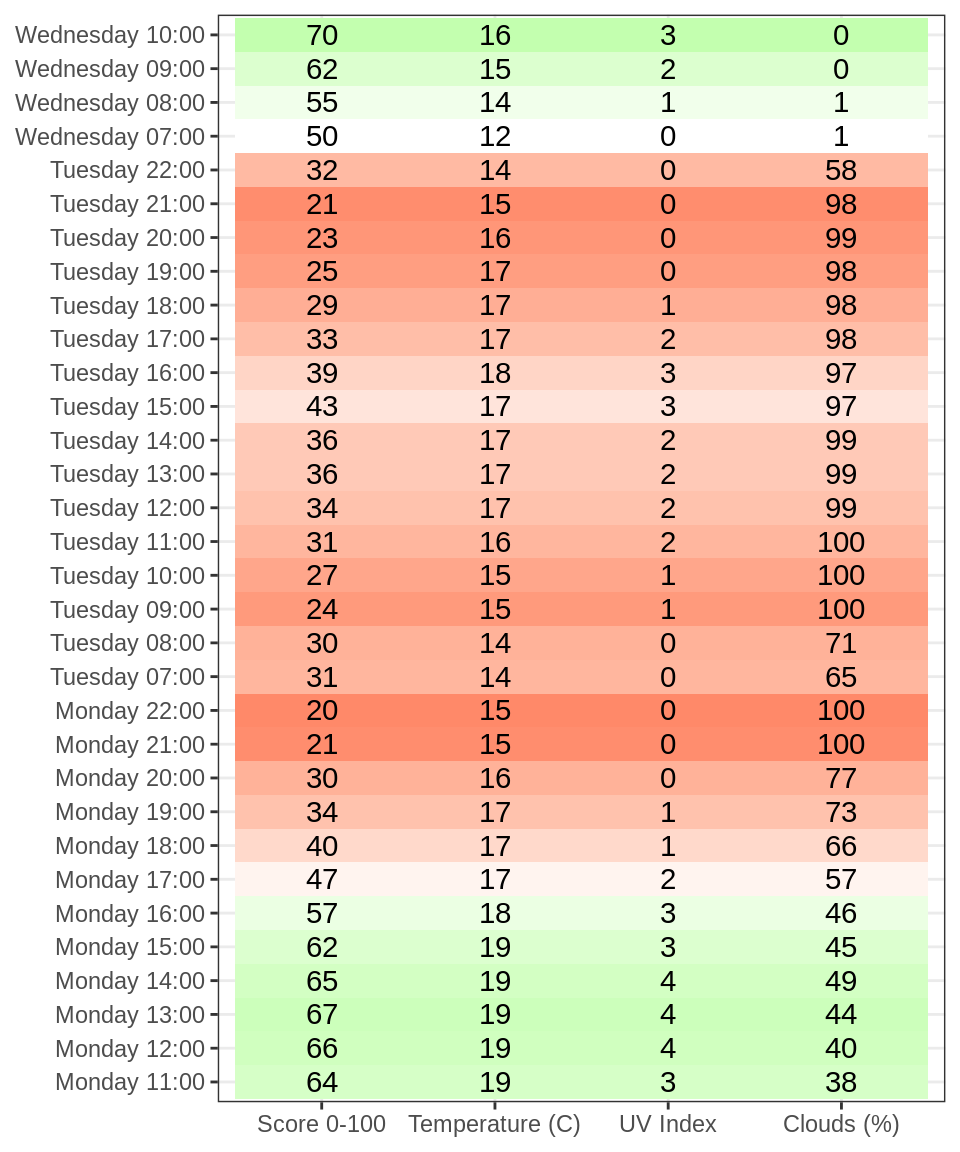 Wednesday 10:00 70 16 3 0
Wednesday 09:00 62 15 2 0
Wednesday 08:00 55 14 1 1
Wednesday 07:00 50 12 0 1
Tuesday 22:00 32 14 0 58
Tuesday 21:00 21 15 0 98
Tuesday 20:00 23 16 0 99
Tuesday 19:00 25 17 0 98
Tuesday 18:00 29 17 1 98
Tuesday 17:00 33 17 2 98
Tuesday 16:00 39 18 3 97
Tuesday 15:00 43 17 3 97
Tuesday 14:00 36 17 2 99
Tuesday 13:00 36 17 2 99
Tuesday 12:00 34 17 2 99
Tuesday 11:00 31 16 2 100
Tuesday 10:00 27 15 1 100
Tuesday 09:00 24 15 1 100
Tuesday 08:00 30 14 0 71
Tuesday 07:00 31 14 0 65
Monday 22:00 20 15 0 100
Monday 21:00 21 15 0 100
Monday 20:00 30 16 0 77
Monday 19:00 34 17 1 73
Monday 18:00 40 17 1 66
Monday 17:00 47 17 2 57
Monday 16:00 57 18 3 46
Monday 15:00 62 19 3 45
Monday 14:00 65 19 4 49
Monday 13:00 67 19 4 44
Monday 12:00 66 19 4 40
Monday 11:00 64 19 3 38
Score 0-100 Temperature (C) UV Index Clouds (%)